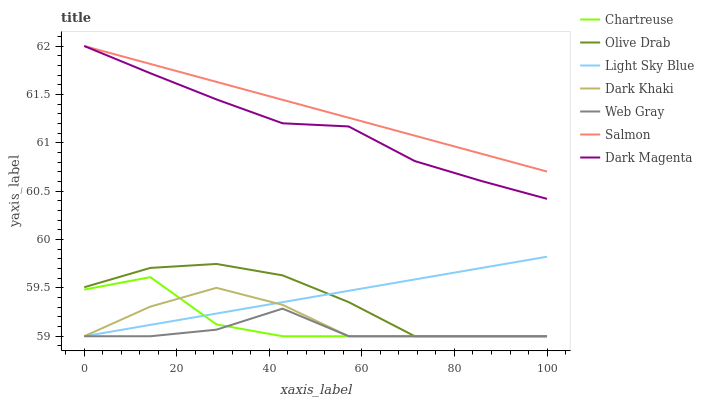 title
Chartreuse
Olive Drab
Light Sky Blue
Dark Khaki
Web Gray
Salmon
Dark Magenta
yaxis_label
62
61.5
61
60.5
60
59.5
59
0
20
40
60
80
100
xaxis_label